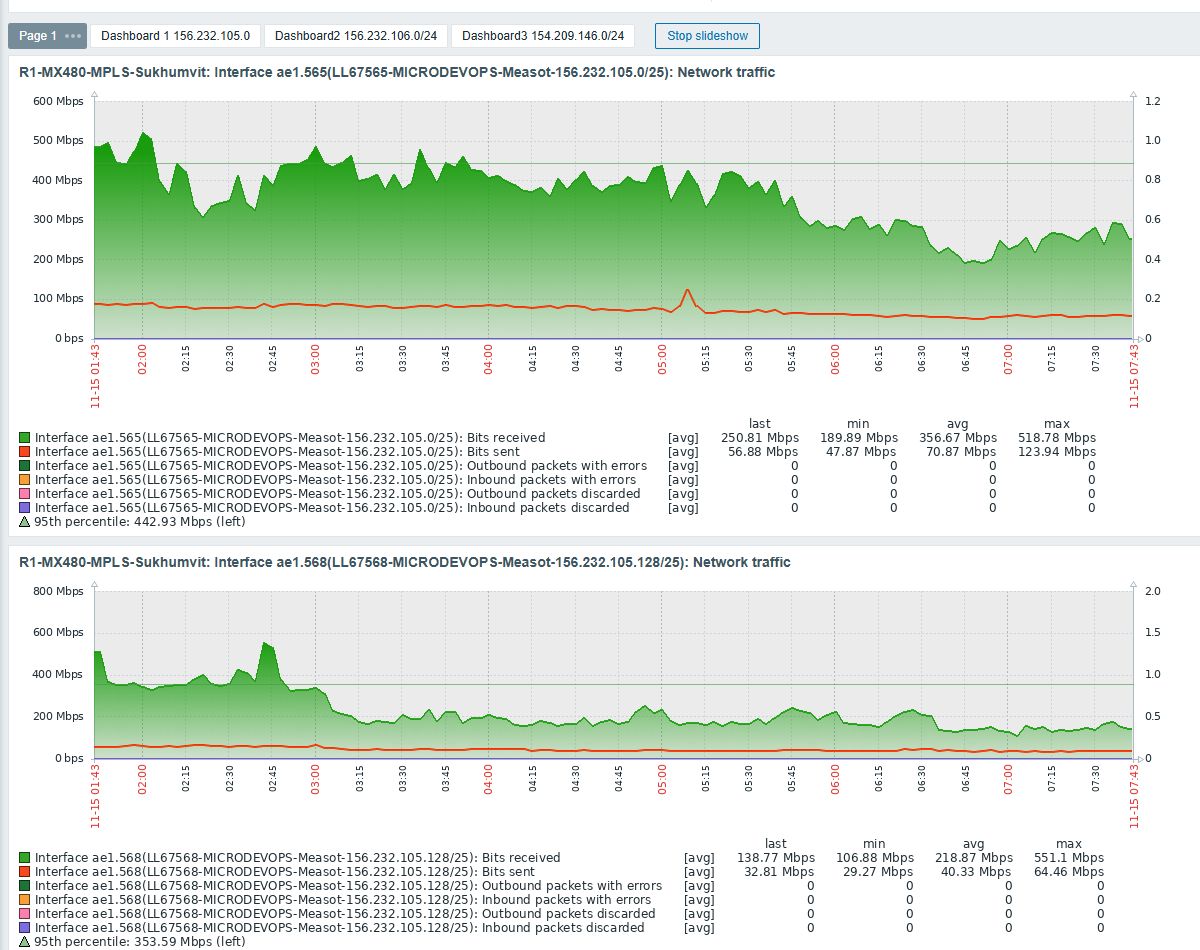 Page 1 ••• Dashboard 1 156.232.105.0 Dashboard2 156.232.106.0/24 Dashboard3 154.209.146.0/24 Stop slideshow
R1-MX480-MPLS-Sukhumvit: Interface ae1.565(LL67565-MICRODEVOPS-Measot-156.232.105.0/25): Network traffic
600 Mbps 1.2
500 Mbps 1.0
400 Mbps 0.8
300 Mbps 0.6
200 Mbps 0.4
100 Mbps 0.2
0 bps 0
11-15 01:43 02:00 02:15 02:30 02:45 03:00 03:15 03:30 03:45 04:00 04:15 04:30 04:45 05:00 05:15 05:30 05:45 06:00 06:15 06:30 06:45 07:00 07:15 07:30 11-15 07:43
last min avg max
Interface ae1.565(LL67565-MICRODEVOPS-Measot-156.232.105.0/25): Bits received [avg] 250.81 Mbps 189.89 Mbps 356.67 Mbps 518.78 Mbps
Interface ae1.565(LL67565-MICRODEVOPS-Measot-156.232.105.0/25): Bits sent [avg] 56.88 Mbps 47.87 Mbps 70.87 Mbps 123.94 Mbps
Interface ae1.565(LL67565-MICRODEVOPS-Measot-156.232.105.0/25): Outbound packets with errors [avg] 0 0 0 0
Interface ae1.565(LL67565-MICRODEVOPS-Measot-156.232.105.0/25): Inbound packets with errors [avg] 0 0 0 0
Interface ae1.565(LL67565-MICRODEVOPS-Measot-156.232.105.0/25): Outbound packets discarded [avg] 0 0 0 0
Interface ae1.565(LL67565-MICRODEVOPS-Measot-156.232.105.0/25): Inbound packets discarded [avg] 0 0 0 0
95th percentile: 442.93 Mbps (left)
R1-MX480-MPLS-Sukhumvit: Interface ae1.568(LL67568-MICRODEVOPS-Measot-156.232.105.128/25): Network traffic
800 Mbps 2.0
600 Mbps 1.5
400 Mbps 1.0
200 Mbps 0.5
0 bps 0
11-15 01:43 02:00 02:15 02:30 02:45 03:00 03:15 03:30 03:45 04:00 04:15 04:30 04:45 05:00 05:15 05:30 05:45 06:00 06:15 06:30 06:45 07:00 07:15 07:30 11-15 07:43
last min avg max
Interface ae1.568(LL67568-MICRODEVOPS-Measot-156.232.105.128/25): Bits received [avg] 138.77 Mbps 106.88 Mbps 218.87 Mbps 551.1 Mbps
Interface ae1.568(LL67568-MICRODEVOPS-Measot-156.232.105.128/25): Bits sent [avg] 32.81 Mbps 29.27 Mbps 40.33 Mbps 64.46 Mbps
Interface ae1.568(LL67568-MICRODEVOPS-Measot-156.232.105.128/25): Outbound packets with errors [avg] 0 0 0 0
Interface ae1.568(LL67568-MICRODEVOPS-Measot-156.232.105.128/25): Inbound packets with errors [avg] 0 0 0 0
Interface ae1.568(LL67568-MICRODEVOPS-Measot-156.232.105.128/25): Outbound packets discarded [avg] 0 0 0 0
Interface ae1.568(LL67568-MICRODEVOPS-Measot-156.232.105.128/25): Inbound packets discarded [avg] 0 0 0 0
95th percentile: 353.59 Mbps (left)